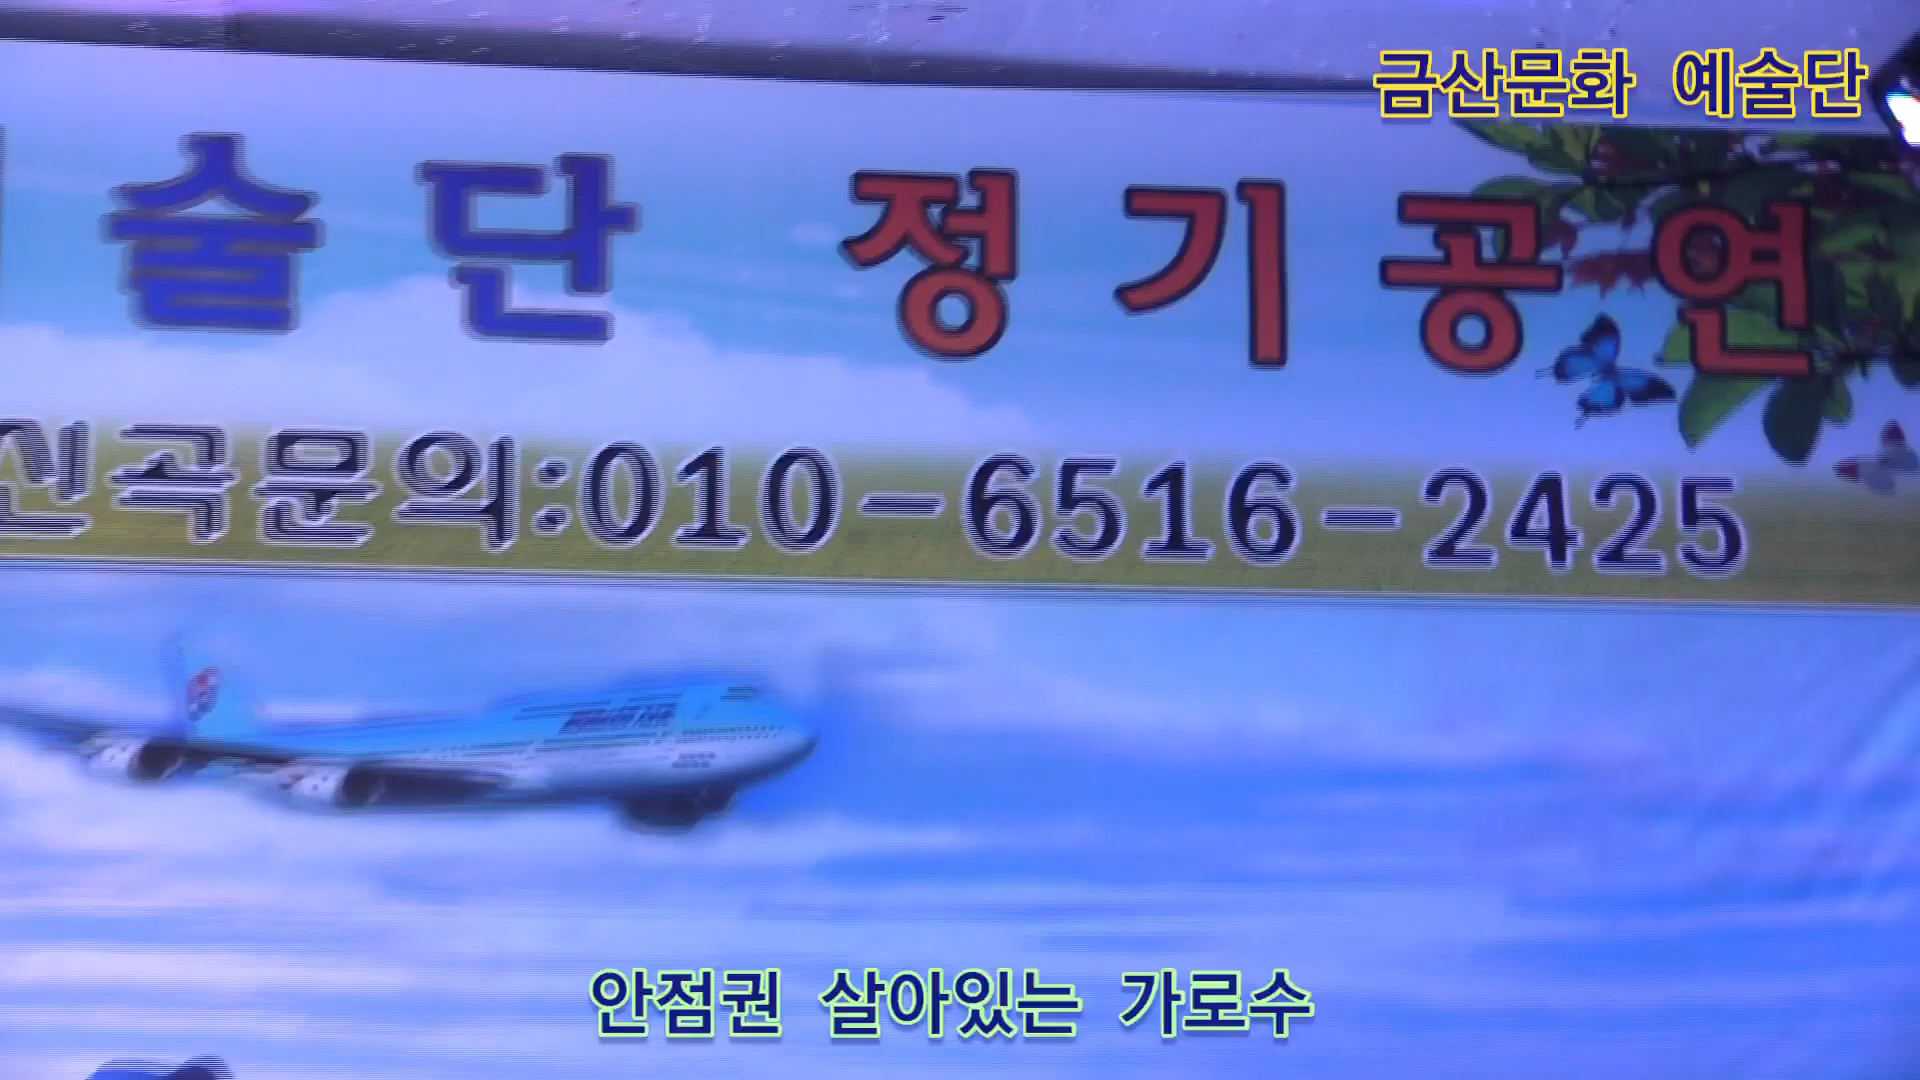 금산문화 예술단
술단 정기공연
신곡문의:010-6516-2425
안점권 살아있는 가로수